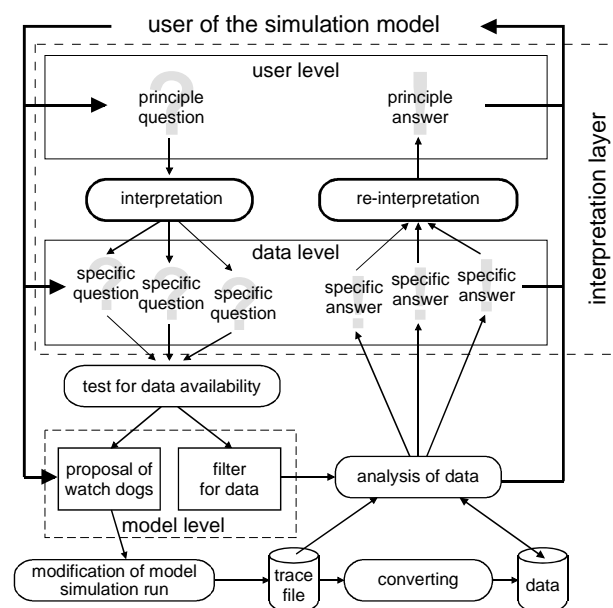 user of the simulation model
user level
principle
question
principle
answer
interpretation
re-interpretation
interpretation layer
data level
specific
question
specific
question
specific
question
specific
answer
specific
answer
specific
answer
? ! ? ? ? ! ! !
test for data availability
proposal of
watch dogs
filter
for data
model level
analysis of data
modification of model
simulation run
trace
file
converting
data